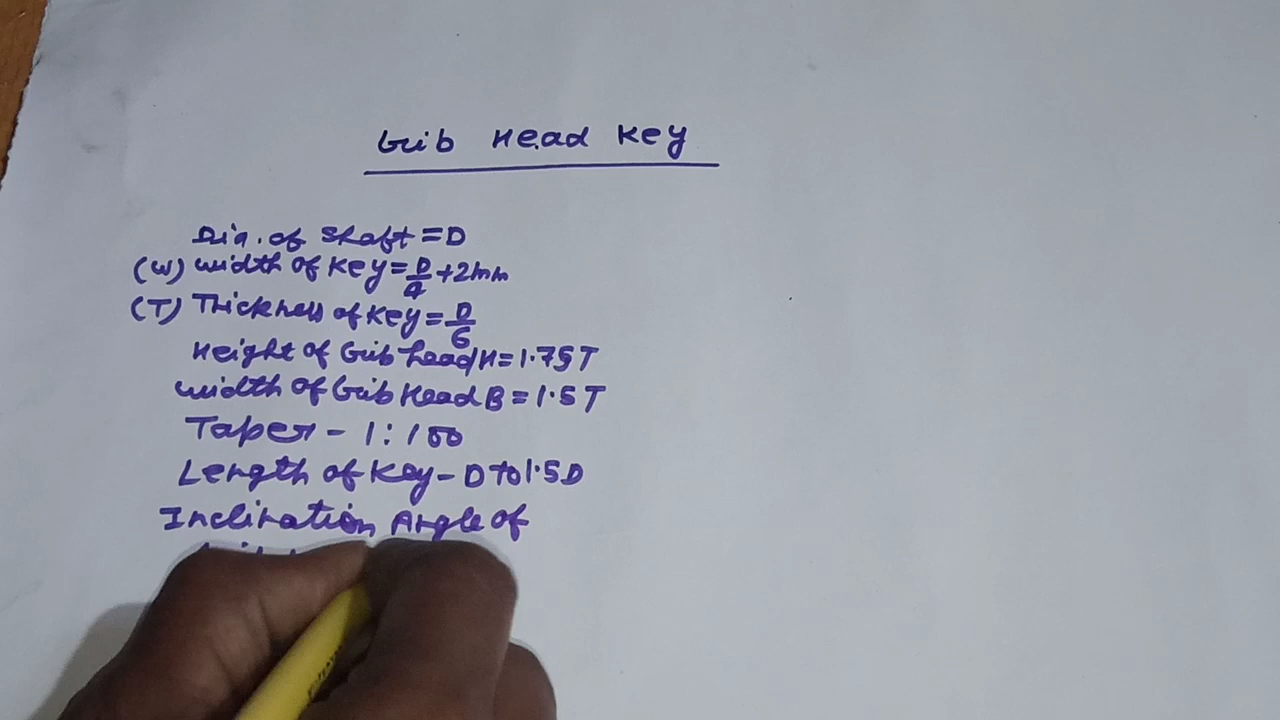 Gib Head Key
Dia. of Shaft = D
(W) Width of Key = D/4 + 2mm
(T) Thickness of Key = D/6
Height of Gib head H = 1.75T
Width of Gib Head B = 1.5T
Taper - 1:100
Length of Key - D to 1.5D
Inclination Angle of